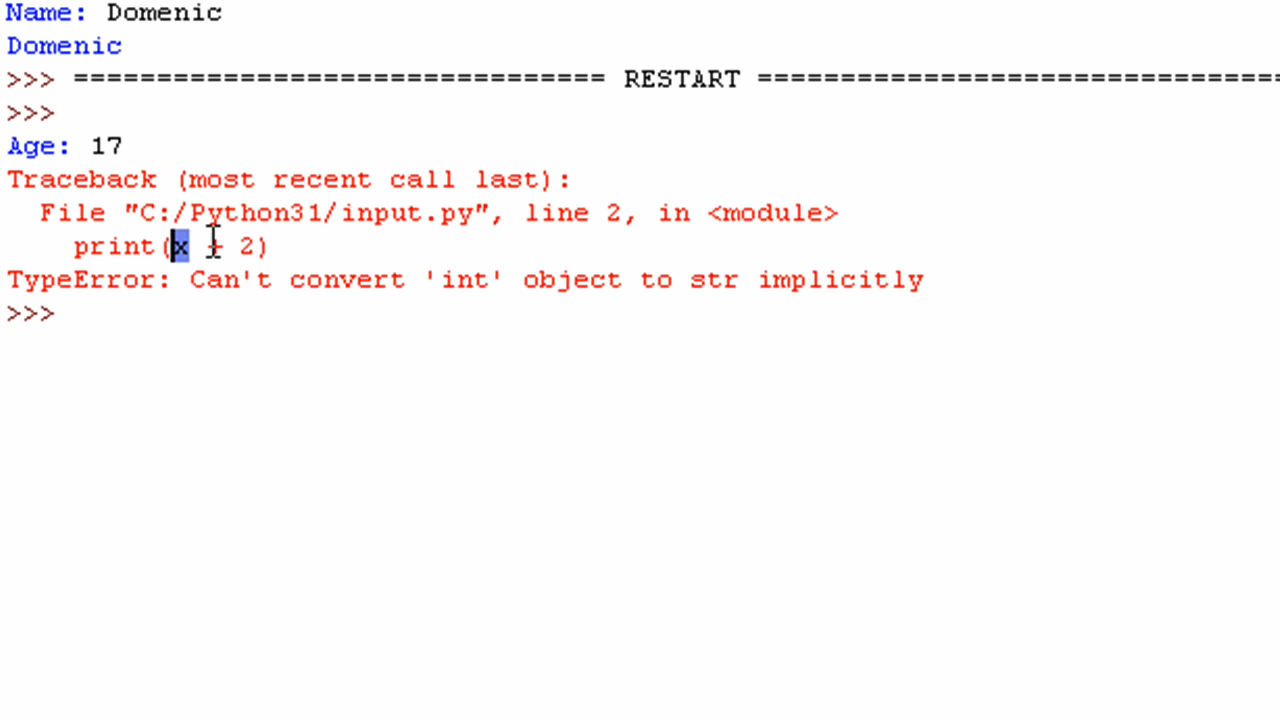 Name: Domenic
Domenic
>>> ================================ RESTART ================================
>>>
Age: 17
Traceback (most recent call last):
  File "C:/Python31/input.py", line 2, in <module>
    print(x + 2)
TypeError: Can't convert 'int' object to str implicitly
>>>